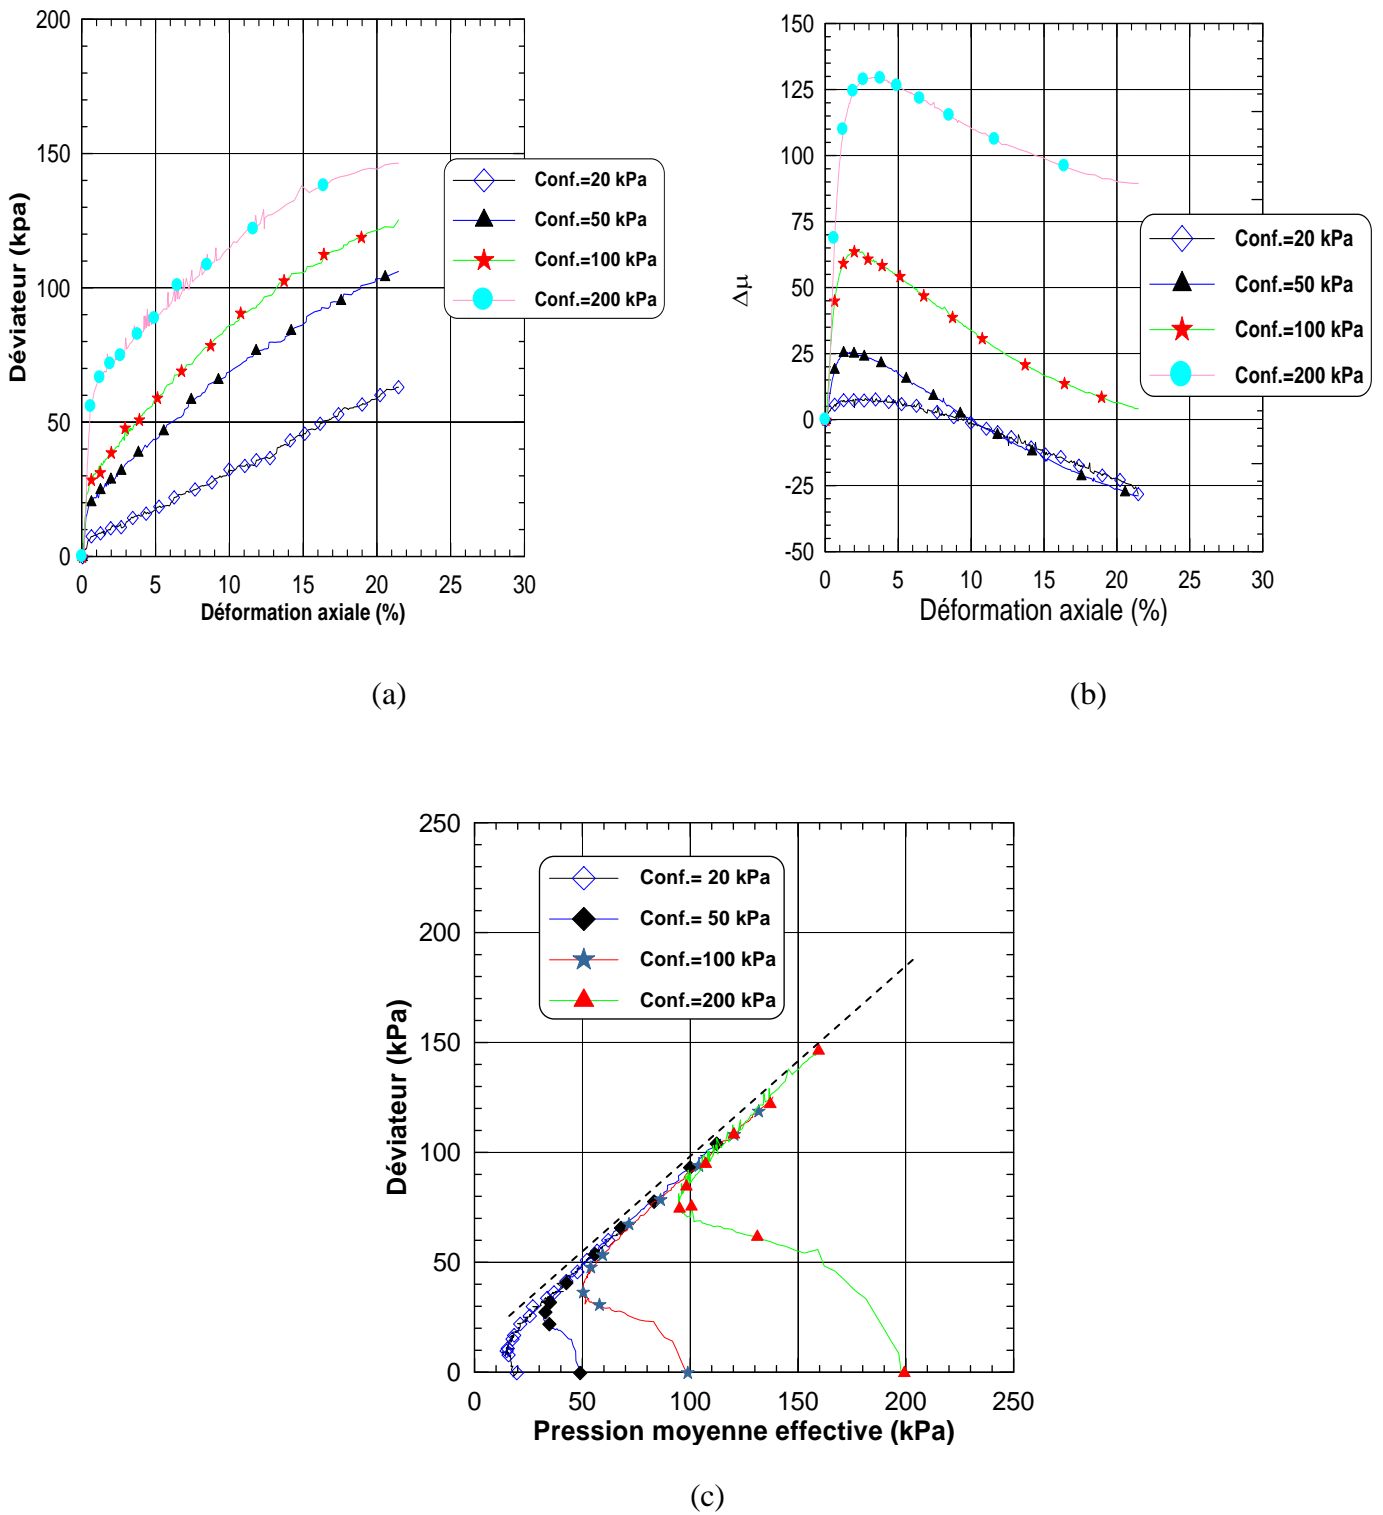 200
150
100
50
0
0 5 10 15 20 25 30
Déviateur (kpa)
Déformation axiale (%)
Conf.=20 kPa
Conf.=50 kPa
Conf.=100 kPa
Conf.=200 kPa
(a)
150
125
100
75
50
25
0
-25
-50
0 5 10 15 20 25 30
Δμ
Déformation axiale (%)
Conf.=20 kPa
Conf.=50 kPa
Conf.=100 kPa
Conf.=200 kPa
(b)
250
200
150
100
50
0
0 50 100 150 200 250
Déviateur (kPa)
Pression moyenne effective (kPa)
Conf.= 20 kPa
Conf.= 50 kPa
Conf.=100 kPa
Conf.=200 kPa
(c)